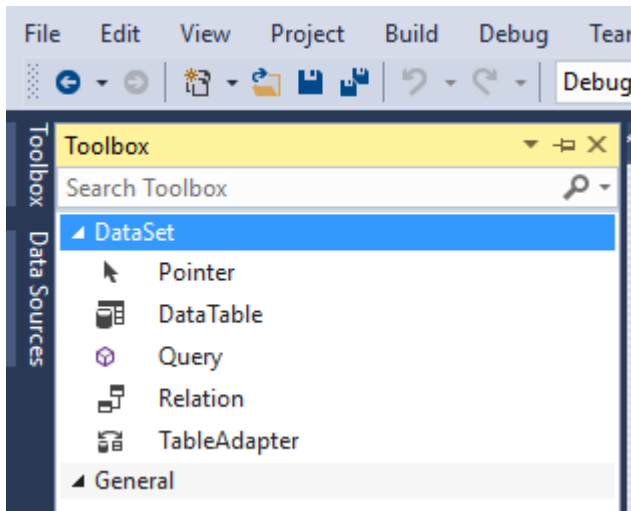 File Edit View Project Build Debug
Debug
Toolbox
Search Toolbox
DataSet
Pointer
DataTable
Query
Relation
TableAdapter
General
Toolbox
Data Sources